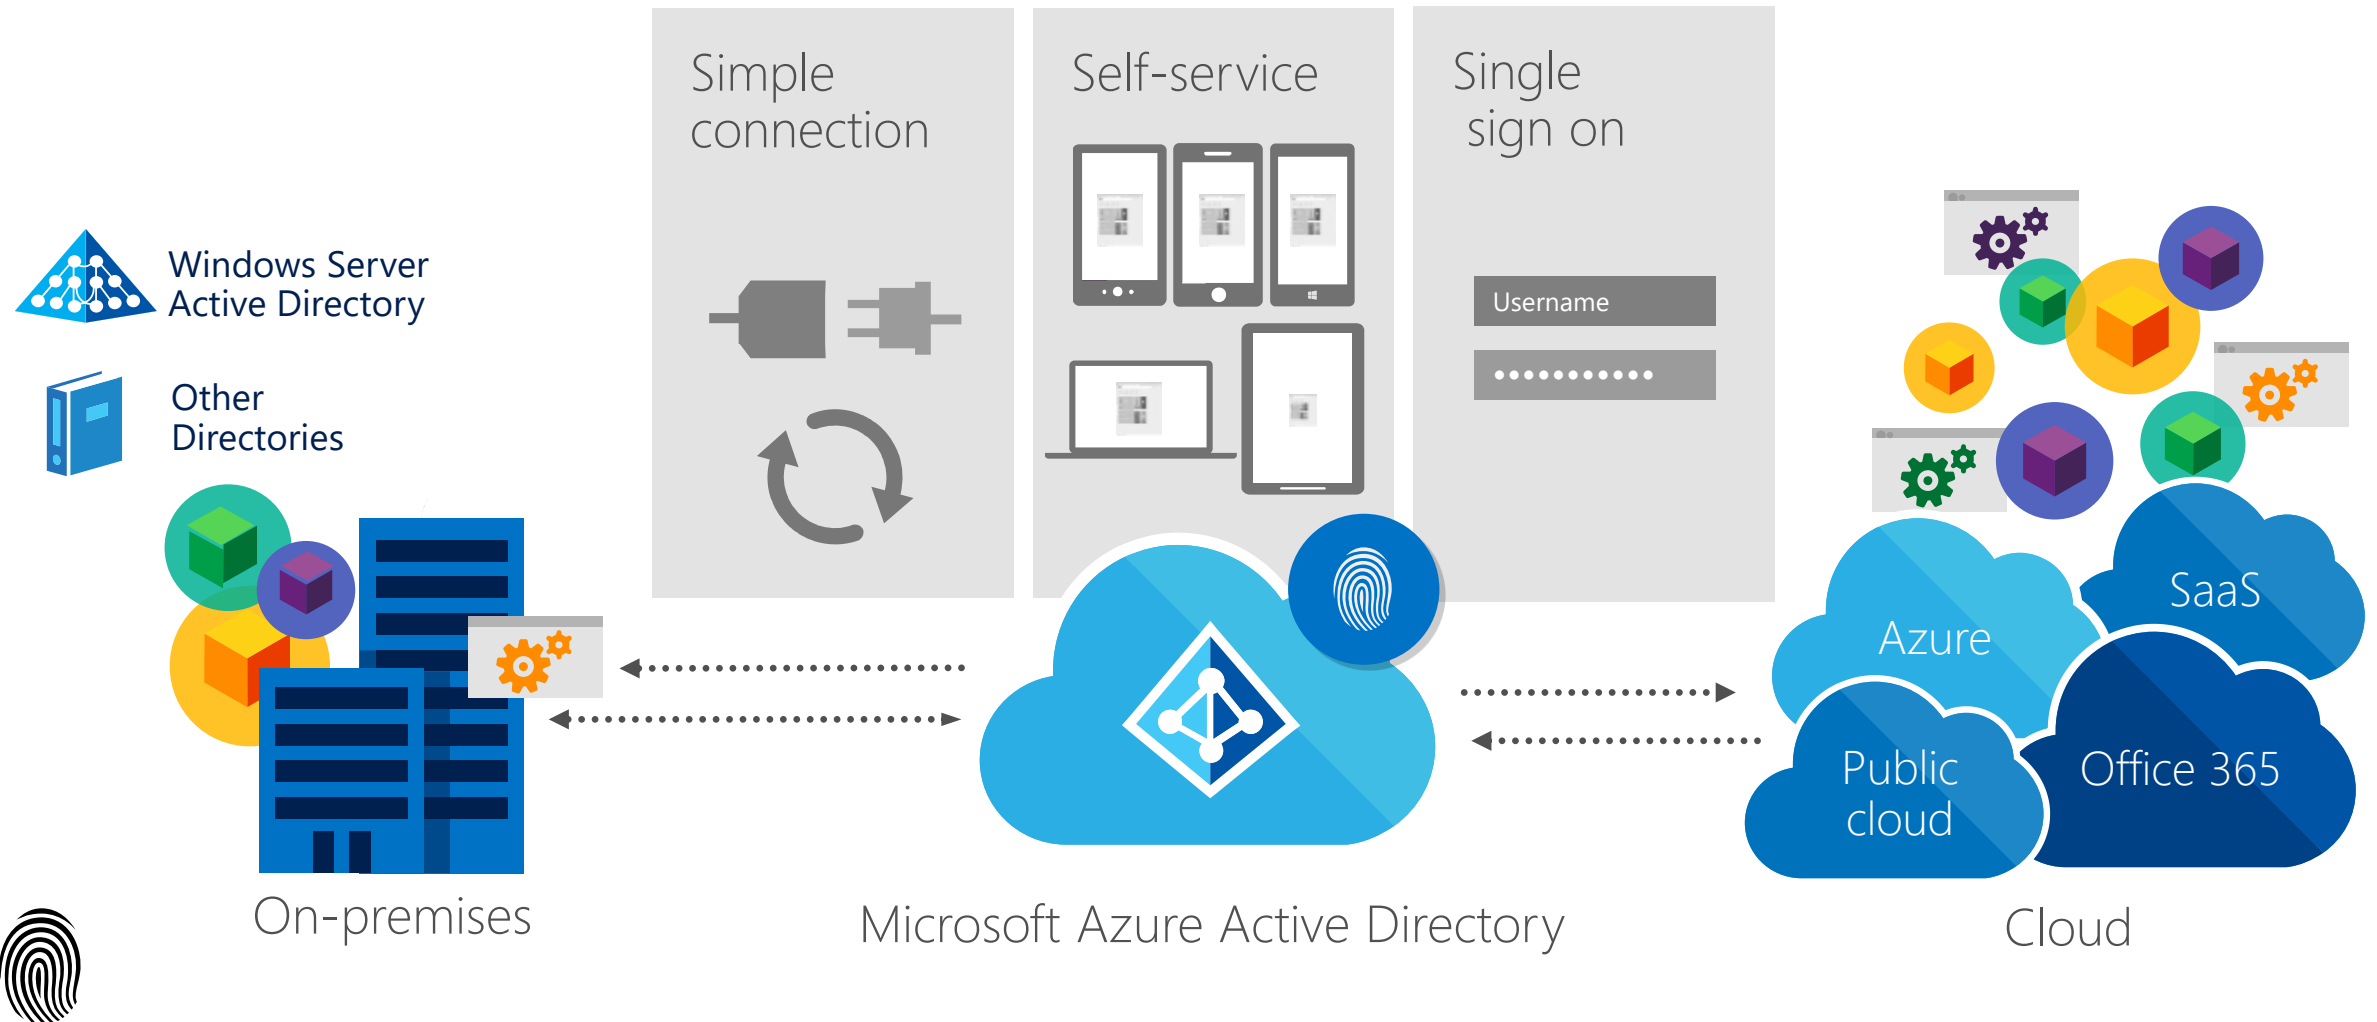 Simple
connection
Self-service
Single
sign on
Windows Server
Active Directory
Other
Directories
Username
SaaS
Azure
Public
cloud
Office 365
On-premises
Microsoft Azure Active Directory
Cloud